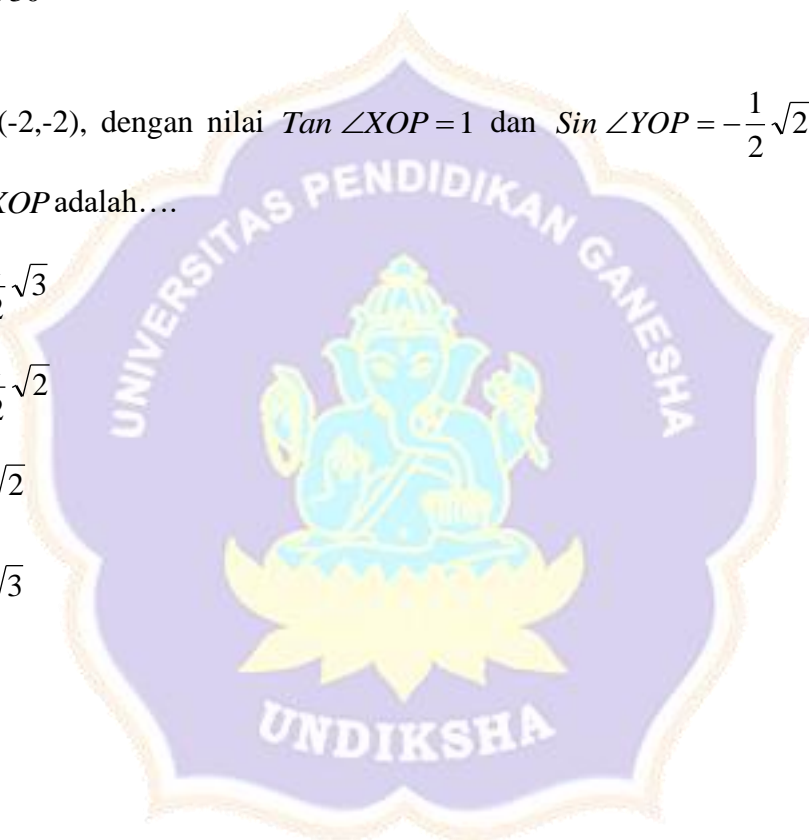 (-2,-2), dengan nilai Tan ∠XOP = 1 dan Sin ∠YOP = −1/2 √2
XOP adalah….
√3
2 √2
√2
√3
UNIVERSITAS PENDIDIKAN GANESHA
UNDIKSHA